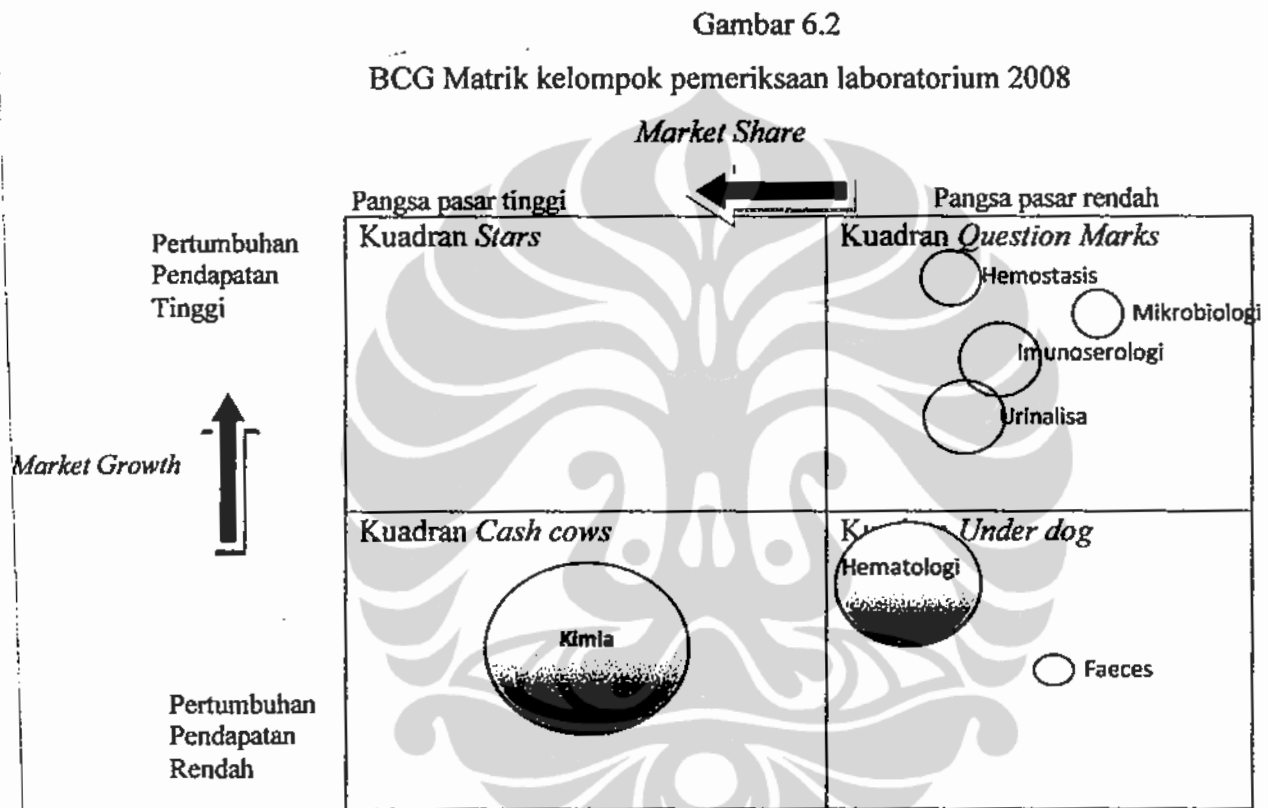 Gambar 6.2
BCG Matrik kelompok pemeriksaan laboratorium 2008
Market Share
Pangsa pasar tinggi
Pangsa pasar rendah
Pertumbuhan
Pendapatan
Tinggi
Kuadran Stars
Kuadran Question Marks
Hemostasis
Mikrobiologi
Imunoserologi
Urinalisa
Market Growth
Kuadran Cash cows
Under dog
Hematologi
Kimia
Faeces
Pertumbuhan
Pendapatan
Rendah